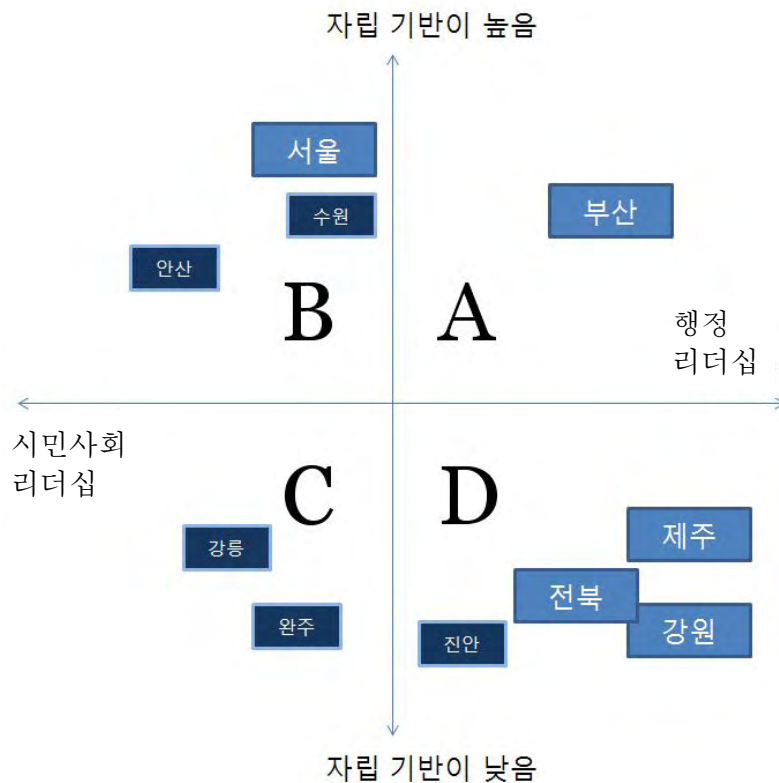 자립 기반이 높음
서울
수원
부산
안산
B
A
행정
리더십
시민사회
리더십
C
D
강릉
제주
전북
완주
진안
강원
자립 기반이 낮음